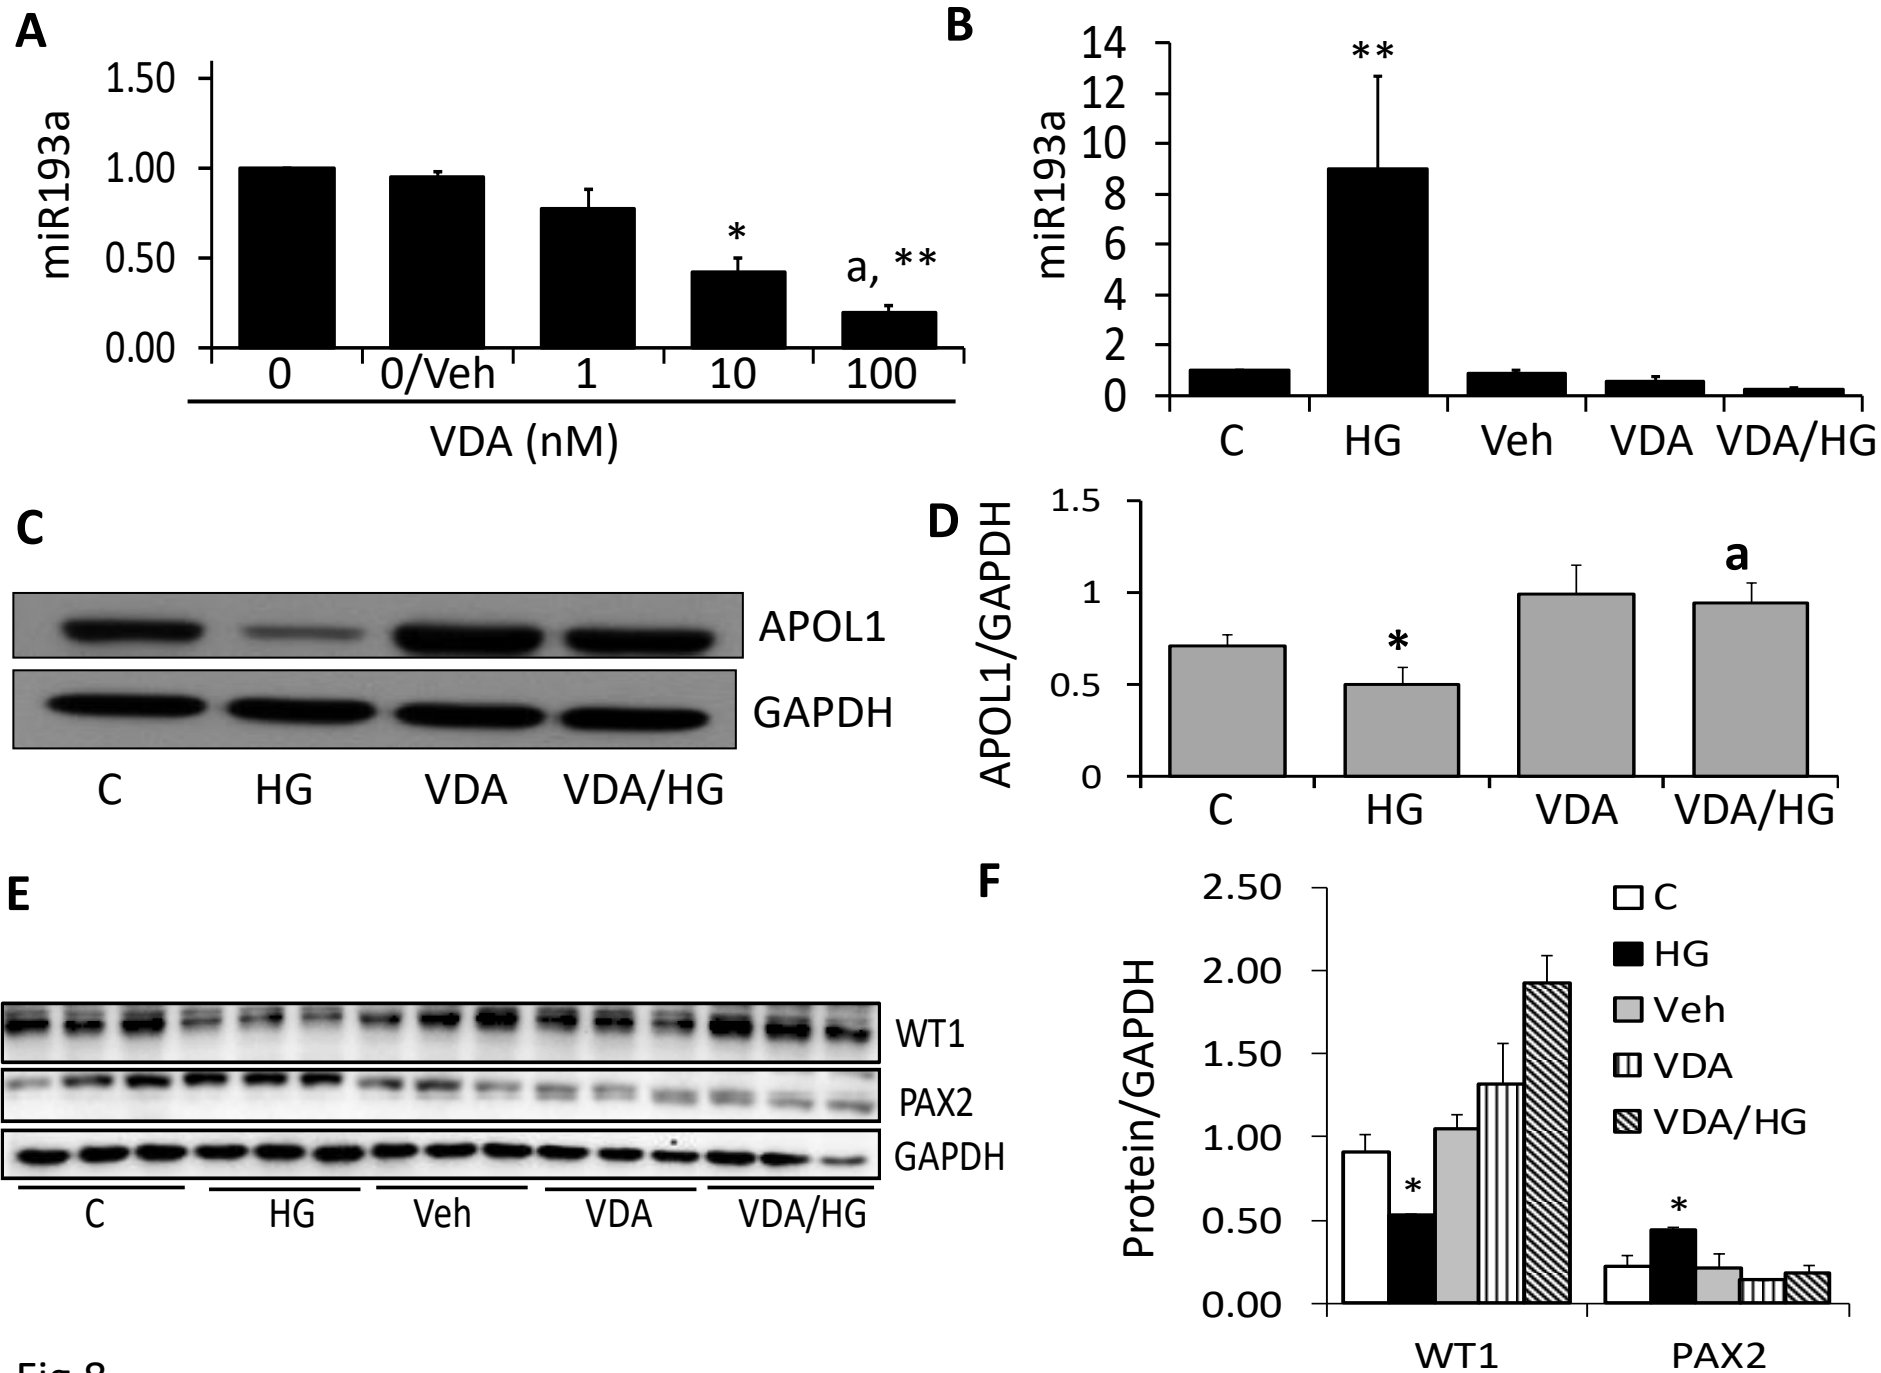 A
miR193a
1.50
1.00
0.50
0.00
*
a, **
0 0/Veh 1 10 100
VDA (nM)
B
miR193a
14
12
10
8
6
4
2
0
**
C HG Veh VDA VDA/HG
C
APOL1
GAPDH
C HG VDA VDA/HG
D
APOL1/GAPDH
1.5
1
0.5
0
*
a
C HG VDA VDA/HG
E
WT1
PAX2
GAPDH
C HG Veh VDA VDA/HG
F
Protein/GAPDH
2.50
2.00
1.50
1.00
0.50
0.00
C
HG
Veh
VDA
VDA/HG
*
*
WT1 PAX2
Fig 8